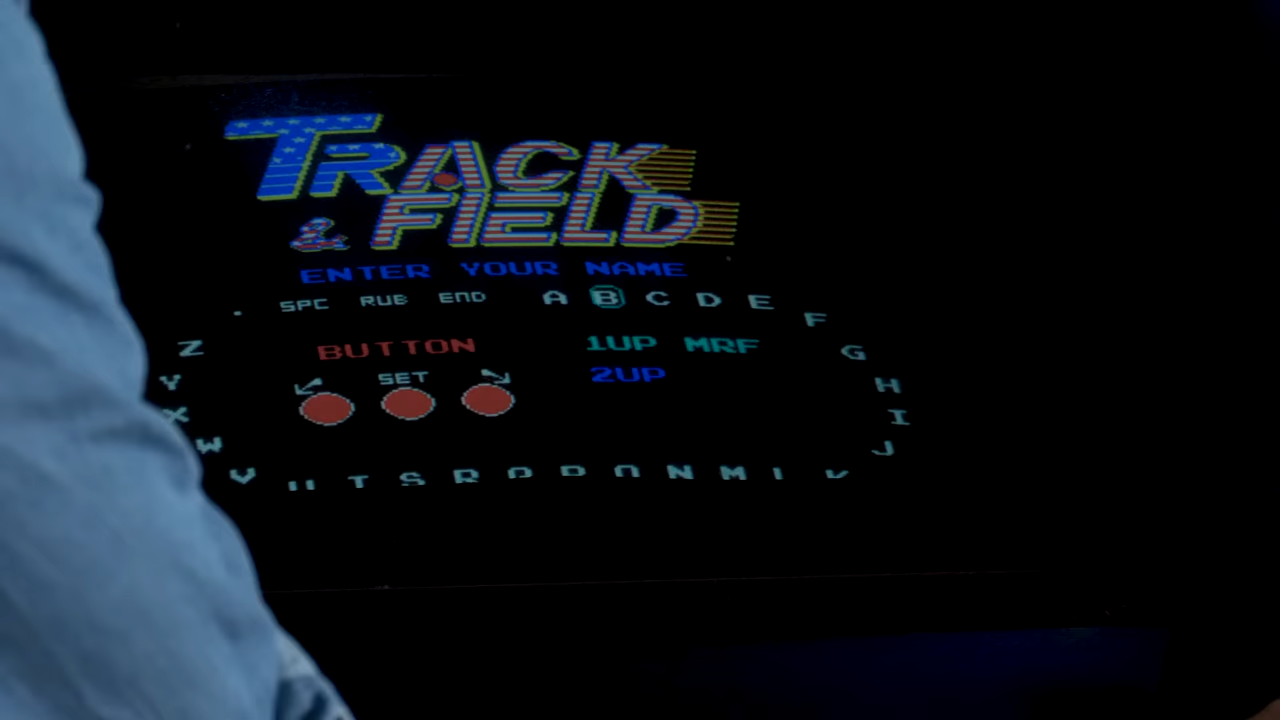 TRACK
& FIELD
ENTER YOUR NAME
. SPC RUB END A B C D E F
Z BUTTON 1UP MRF G
Y SET 2UP H
X I
W J
V U T S R Q P O N M L K